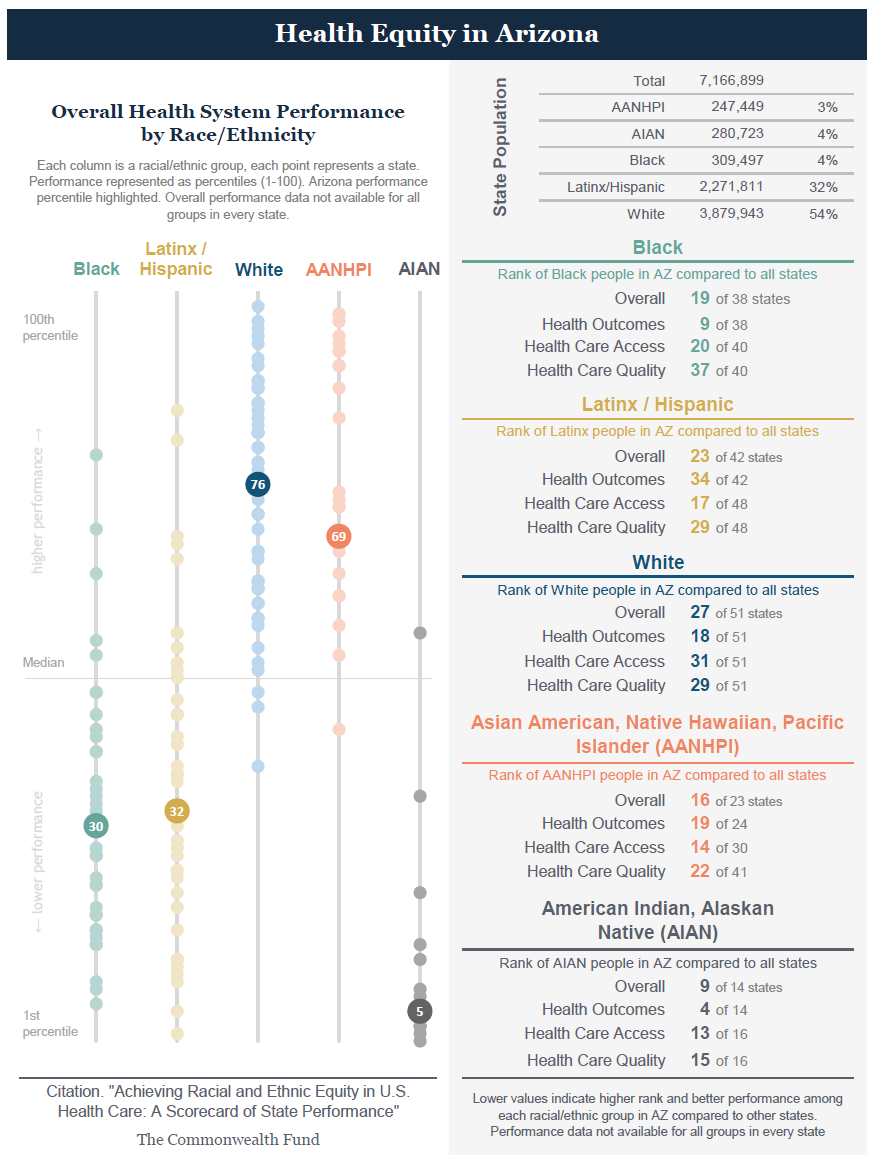 Health Equity in Arizona
Overall Health System Performance
by Race/Ethnicity
Each column is a racial/ethnic group, each point represents a state.
Performance represented as percentiles (1-100). Arizona performance
percentile highlighted. Overall performance data not available for all
groups in every state.
Black
Latinx /
Hispanic
White
AANHPI
AIAN
100th
percentile
higher performance →
76
69
Median
32
30
← lower performance
5
1st
percentile
Citation. "Achieving Racial and Ethnic Equity in U.S.
Health Care: A Scorecard of State Performance"
The Commonwealth Fund
State Population
Total 7,166,899
AANHPI 247,449 3%
AIAN 280,723 4%
Black 309,497 4%
Latinx/Hispanic 2,271,811 32%
White 3,879,943 54%
Black
Rank of Black people in AZ compared to all states
Overall 19 of 38 states
Health Outcomes 9 of 38
Health Care Access 20 of 40
Health Care Quality 37 of 40
Latinx / Hispanic
Rank of Latinx people in AZ compared to all states
Overall 23 of 42 states
Health Outcomes 34 of 42
Health Care Access 17 of 48
Health Care Quality 29 of 48
White
Rank of White people in AZ compared to all states
Overall 27 of 51 states
Health Outcomes 18 of 51
Health Care Access 31 of 51
Health Care Quality 29 of 51
Asian American, Native Hawaiian, Pacific
Islander (AANHPI)
Rank of AANHPI people in AZ compared to all states
Overall 16 of 23 states
Health Outcomes 19 of 24
Health Care Access 14 of 30
Health Care Quality 22 of 41
American Indian, Alaskan
Native (AIAN)
Rank of AIAN people in AZ compared to all states
Overall 9 of 14 states
Health Outcomes 4 of 14
Health Care Access 13 of 16
Health Care Quality 15 of 16
Lower values indicate higher rank and better performance among
each racial/ethnic group in AZ compared to other states.
Performance data not available for all groups in every state